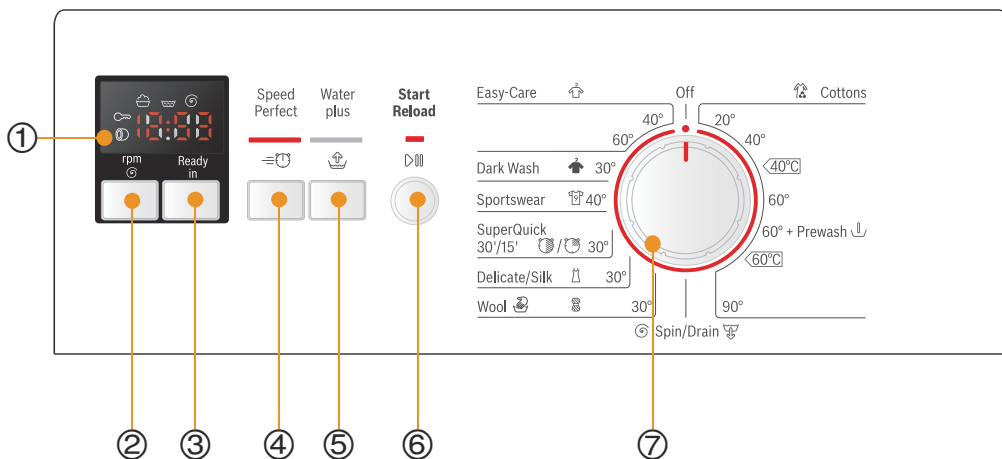 18:88
rpm
Ready
in
Speed
Perfect
Water
plus
Start
Reload
Easy-Care
40°
60°
Dark Wash 30°
Sportswear 40°
SuperQuick
30'/15' / 30°
Delicate/Silk 30°
Wool 30°
Off
Cottons
20°
40°
40°C
60°
60° + Prewash
60°C
90°
Spin/Drain
①
②
③
④
⑤
⑥
⑦